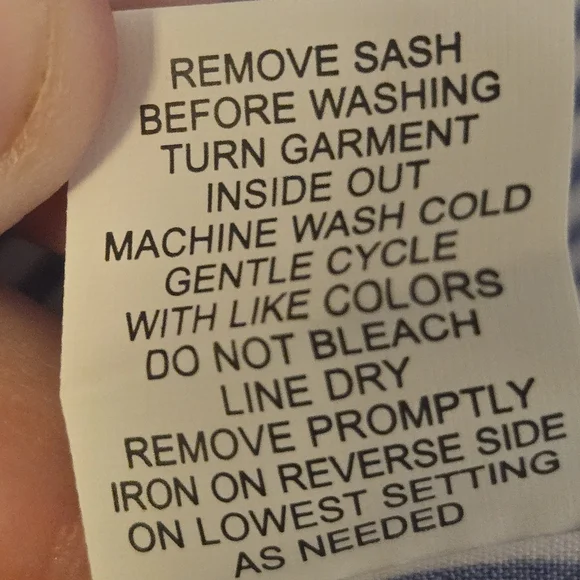 REMOVE SASH
BEFORE WASHING
TURN GARMENT
INSIDE OUT
MACHINE WASH COLD
GENTLE CYCLE
WITH LIKE COLORS
DO NOT BLEACH
LINE DRY
REMOVE PROMPTLY
IRON ON REVERSE SIDE
ON LOWEST SETTING
AS NEEDED